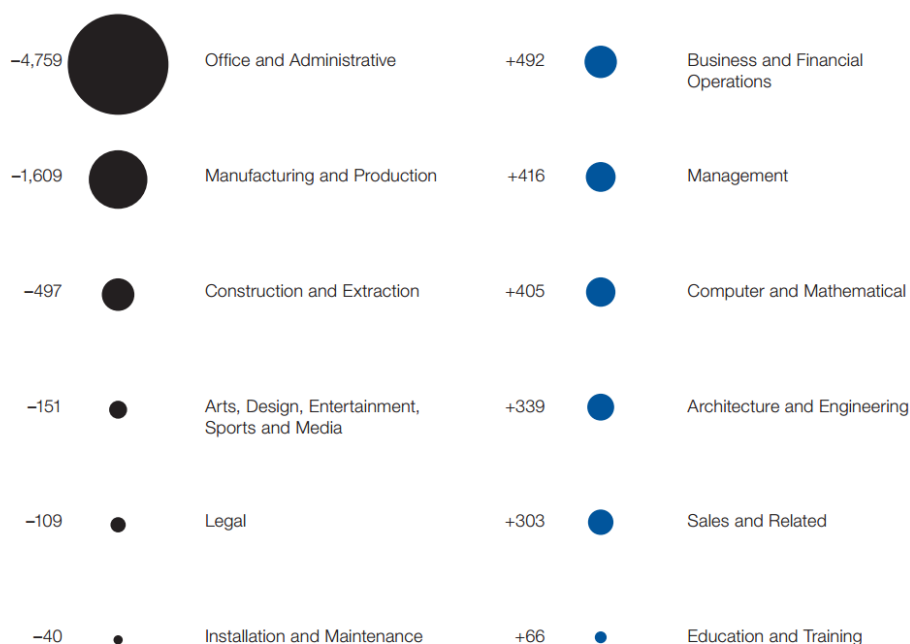 –4,759 Office and Administrative +492 Business and Financial
Operations
–1,609 Manufacturing and Production +416 Management
–497 Construction and Extraction +405 Computer and Mathematical
–151 Arts, Design, Entertainment, +339 Architecture and Engineering
Sports and Media
–109 Legal +303 Sales and Related
–40 Installation and Maintenance +66 Education and Training